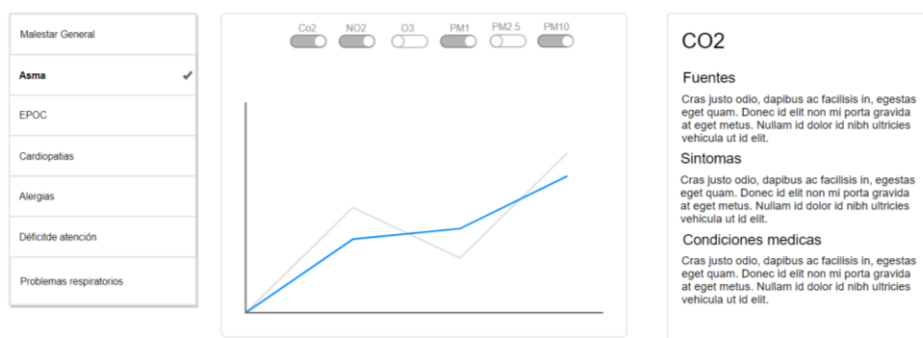 Malestar General
Asma
EPOC
Cardiopatias
Alergias
Déficitde atención
Problemas respiratorios
Co2 NO2 O3 PM1 PM2.5 PM10
CO2
Fuentes
Cras justo odio, dapibus ac facilisis in, egestas
eget quam. Donec id elit non mi porta gravida
at eget metus. Nullam id dolor id nibh ultricies
vehicula ut id elit.
Sintomas
Cras justo odio, dapibus ac facilisis in, egestas
eget quam. Donec id elit non mi porta gravida
at eget metus. Nullam id dolor id nibh ultricies
vehicula ut id elit.
Condiciones medicas
Cras justo odio, dapibus ac facilisis in, egestas
eget quam. Donec id elit non mi porta gravida
at eget metus. Nullam id dolor id nibh ultricies
vehicula ut id elit.